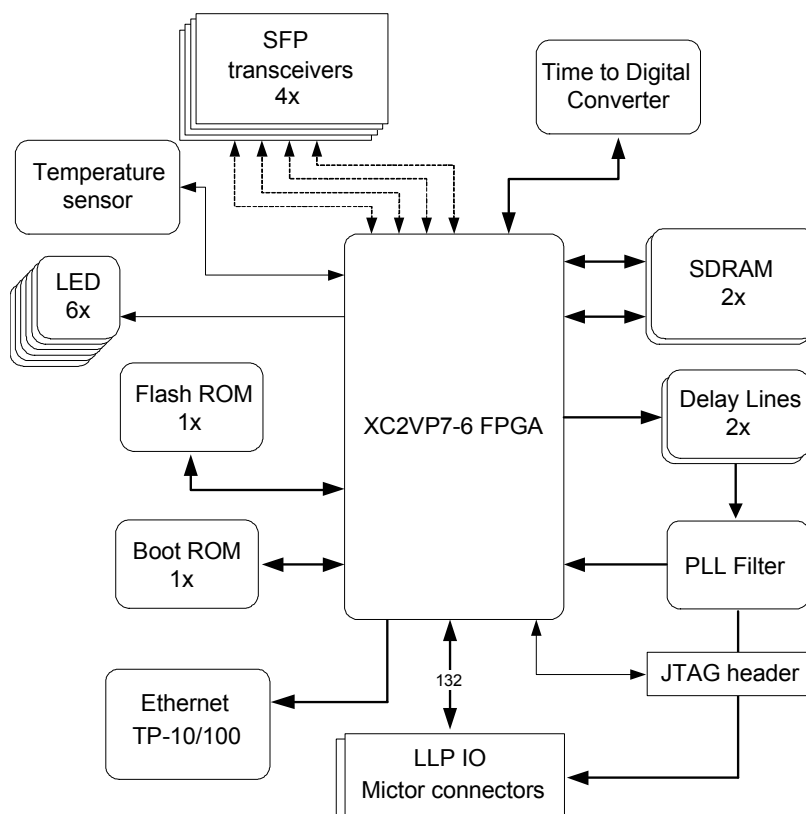 SFP
transceivers
4x
Time to Digital
Converter
Temperature
sensor
SDRAM
2x
LED
6x
Flash ROM
1x
XC2VP7-6 FPGA
Delay Lines
2x
Boot ROM
1x
PLL Filter
JTAG header
132
Ethernet
TP-10/100
LLP IO
Mictor connectors